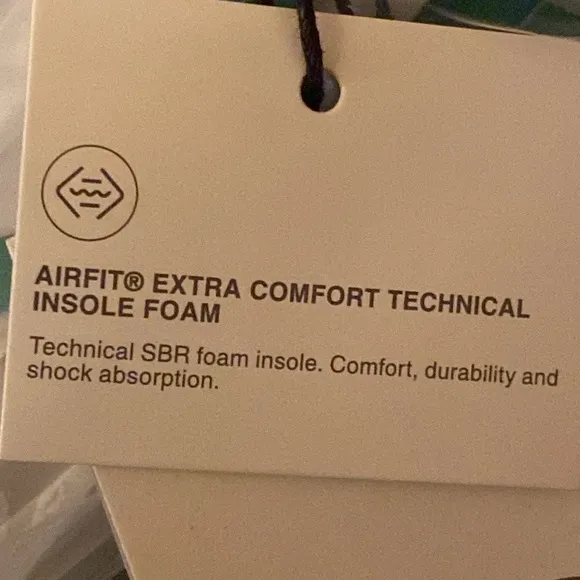 AIRFIT® EXTRA COMFORT TECHNICAL
INSOLE FOAM
Technical SBR foam insole. Comfort, durability and
shock absorption.